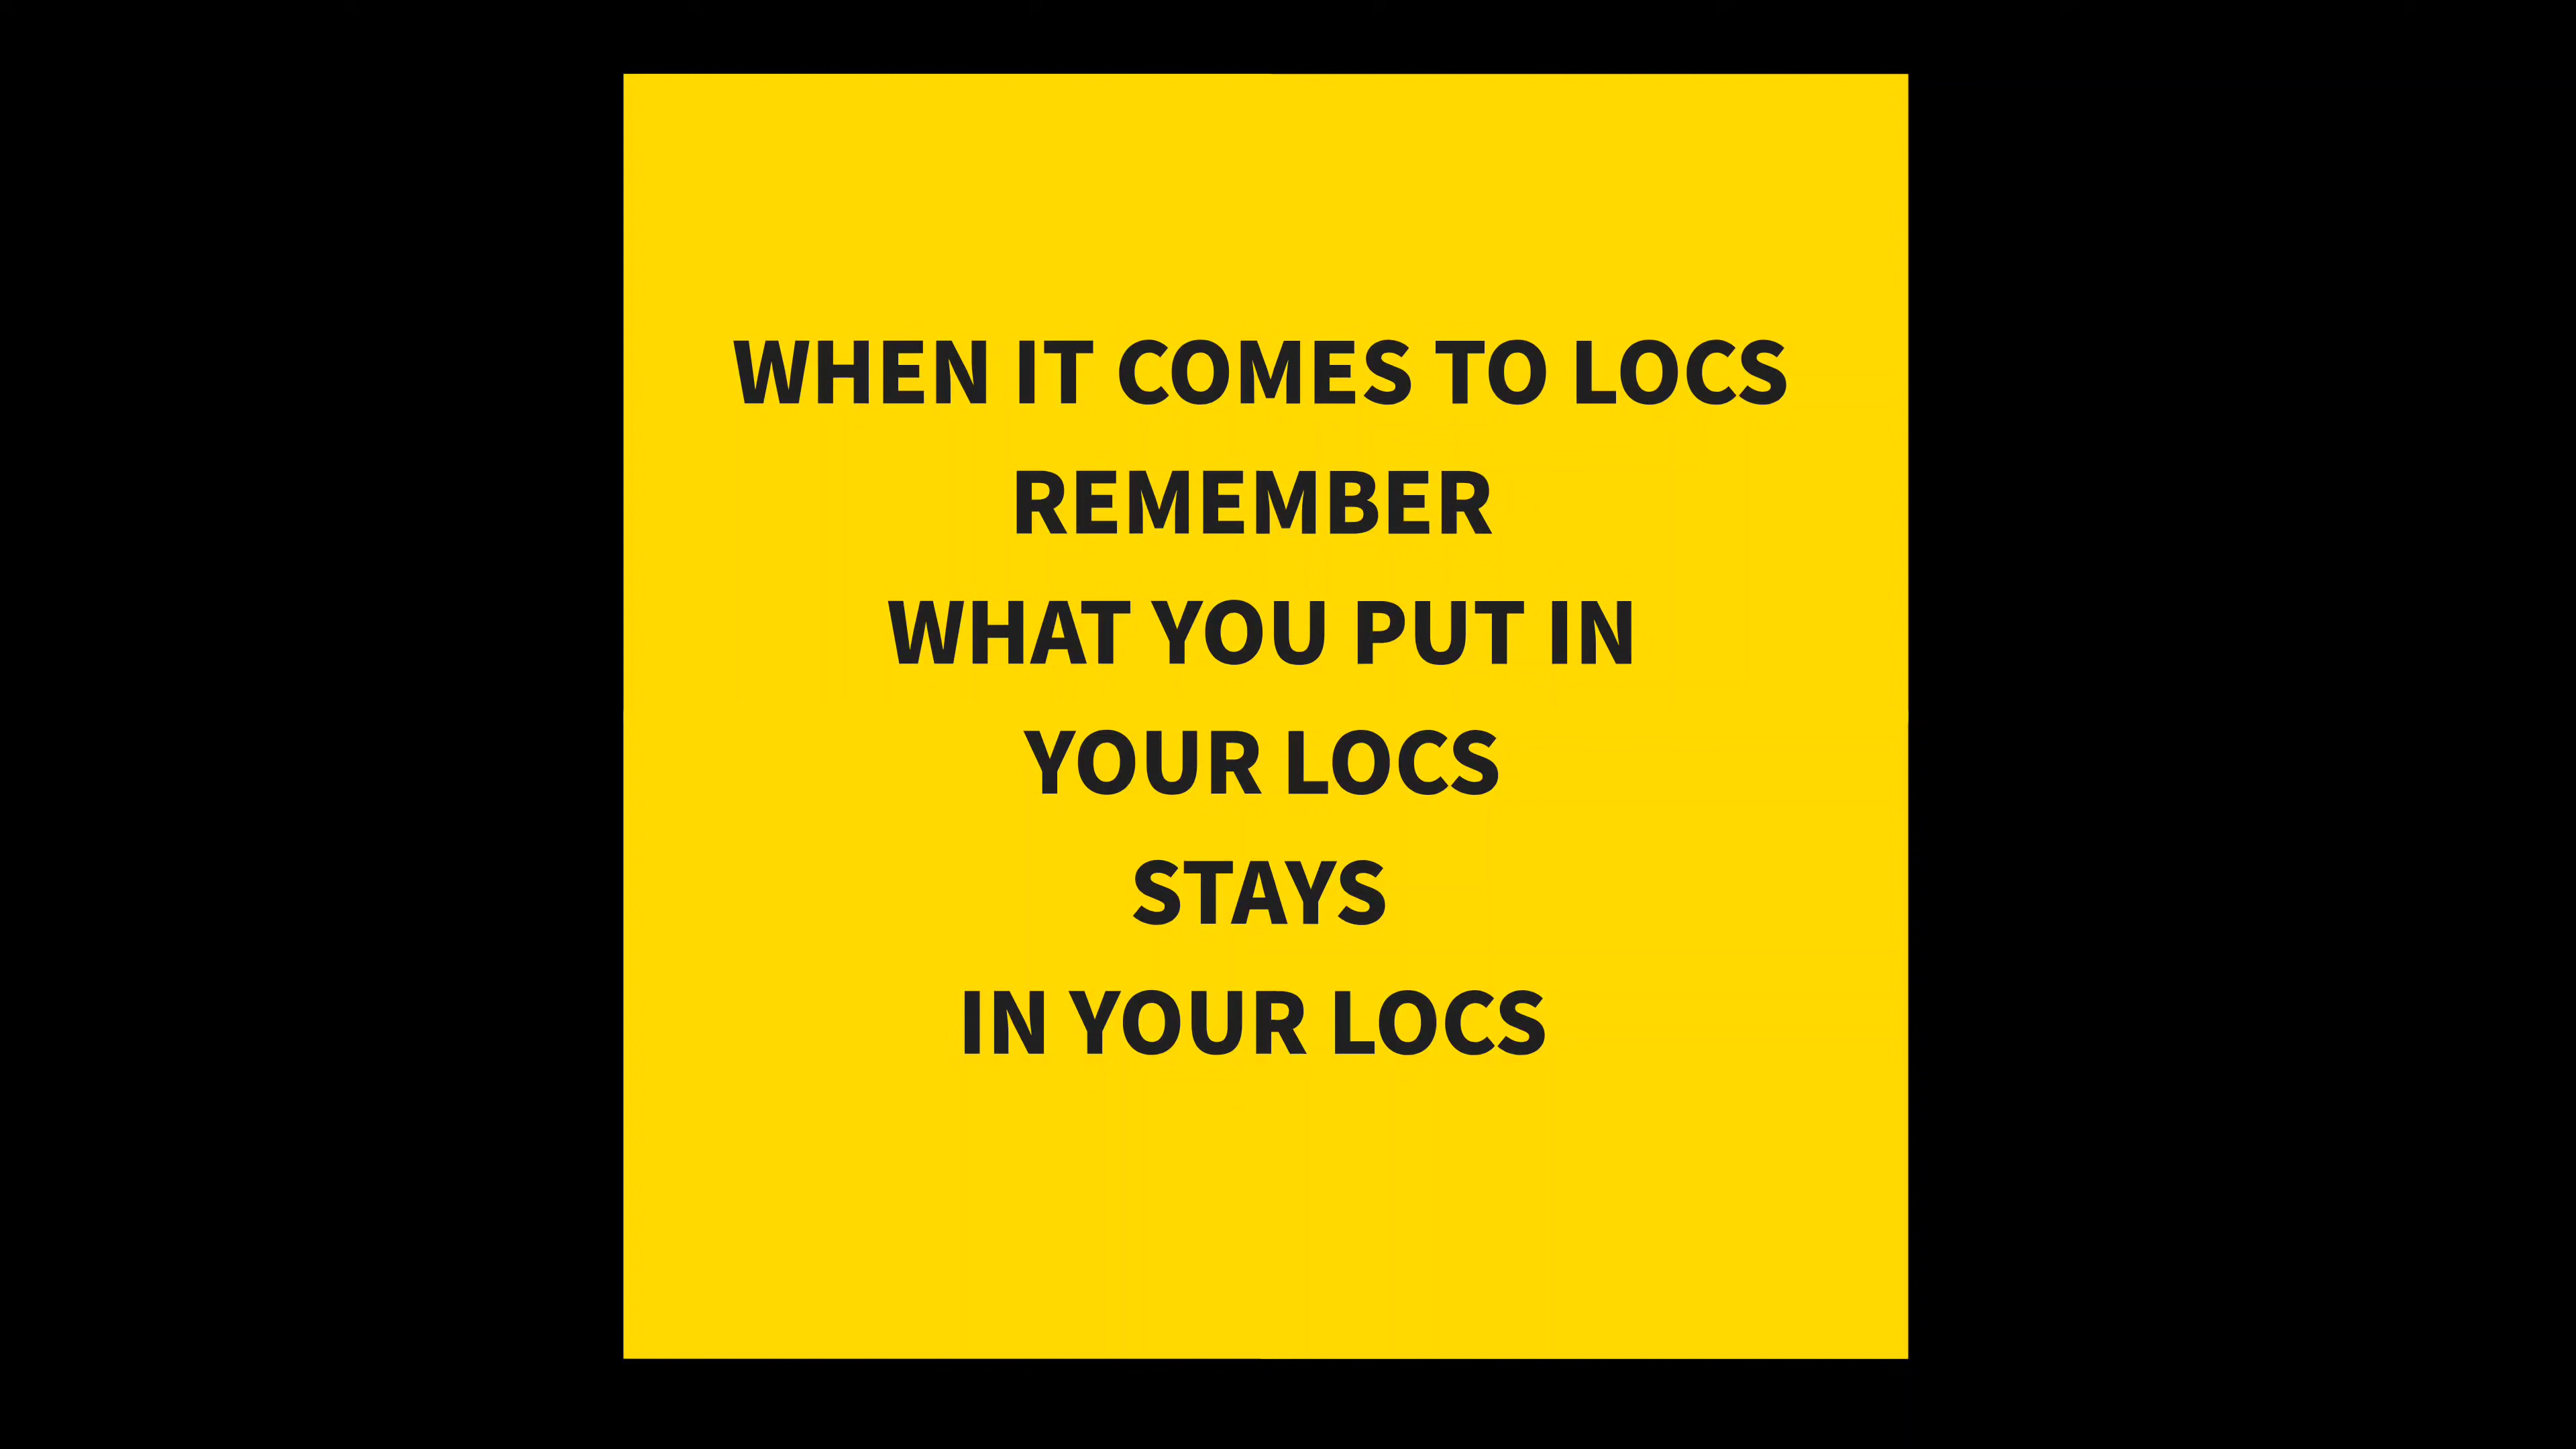 WHEN IT COMES TO LOCS
REMEMBER
WHAT YOU PUT IN
YOUR LOCS
STAYS
IN YOUR LOCS